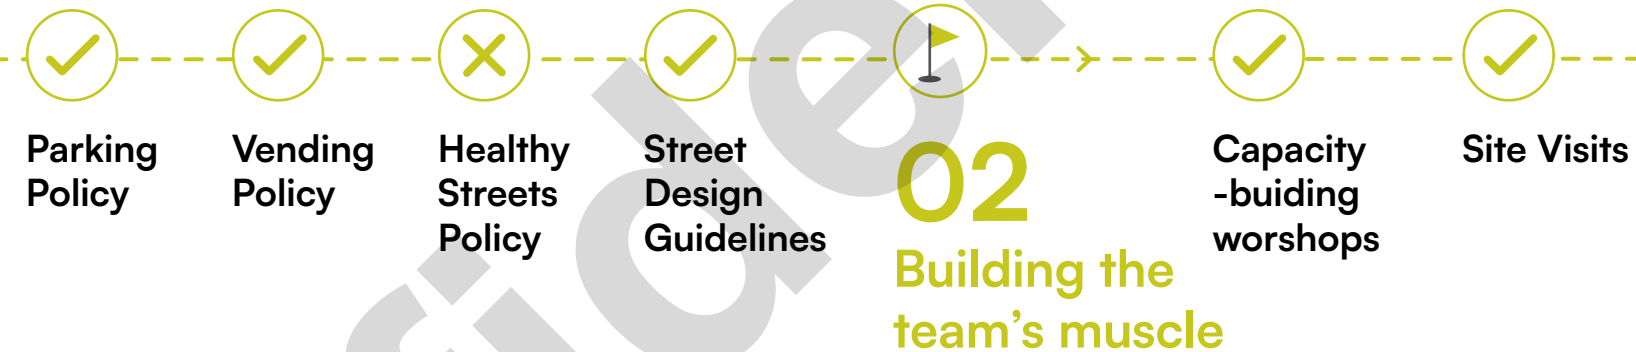 Parking
Policy
Vending
Policy
Healthy
Streets
Policy
Street
Design
Guidelines
02
Building the
team's muscle
Capacity
-buiding
worshops
Site Visits